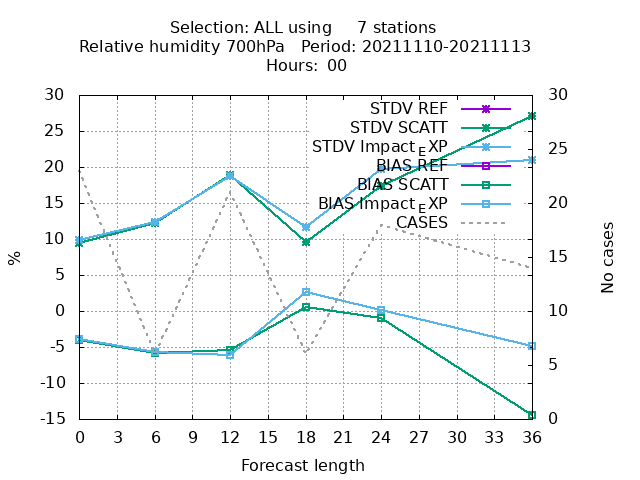 Selection: ALL using 7 stations
Relative humidity 700hPa Period: 20211110-20211113
Hours: 00
30
25
20
15
10
5
0
-5
-10
-15
%
30
25
20
15
10
5
0
No cases
STDV REF
STDV SCATT
STDV Impact_EXP
BIAS REF
BIAS SCATT
BIAS Impact_EXP
CASES
0 3 6 9 12 15 18 21 24 27 30 33 36
Forecast length